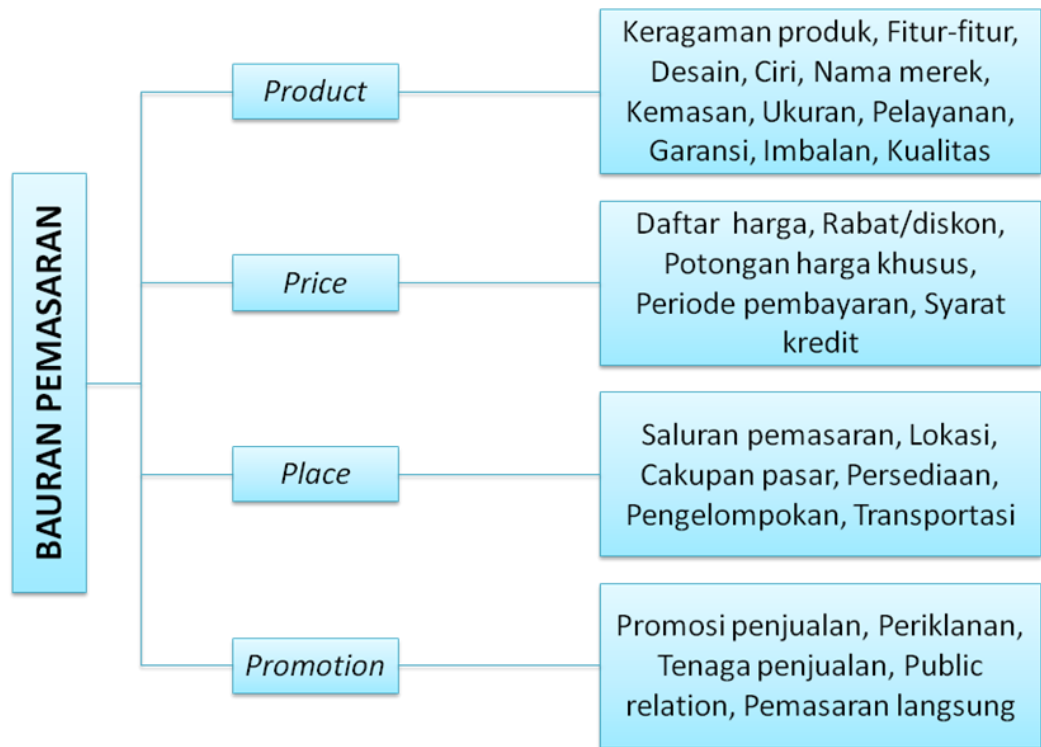 BAURAN PEMASARAN
Product
Keragaman produk, Fitur-fitur,
Desain, Ciri, Nama merek,
Kemasan, Ukuran, Pelayanan,
Garansi, Imbalan, Kualitas
Price
Daftar harga, Rabat/diskon,
Potongan harga khusus,
Periode pembayaran, Syarat
kredit
Place
Saluran pemasaran, Lokasi,
Cakupan pasar, Persediaan,
Pengelompokan, Transportasi
Promotion
Promosi penjualan, Periklanan,
Tenaga penjualan, Public
relation, Pemasaran langsung